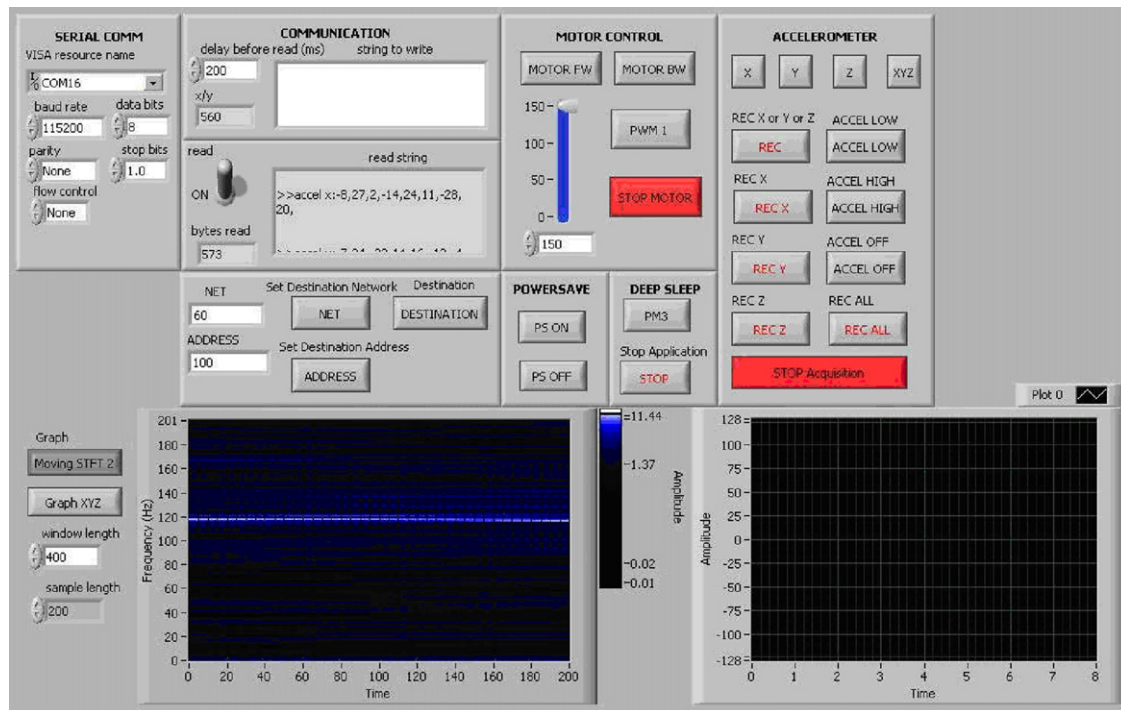 SERIAL COMM
VISA resource name
COM16
baud rate data bits
115200 8
parity stop bits
None 1.0
flow control
None
COMMUNICATION
delay before read (ms) string to write
200
x/y
560
read read string
ON
>>accel x:-8,27,2,-14,24,11,-28,
20,
bytes read
573
NET Set Destination Network Destination
60 NET DESTINATION
ADDRESS Set Destination Address
100 ADDRESS
MOTOR CONTROL
MOTOR FW MOTOR BW
150
100
50
0
PWM 1
STOP MOTOR
150
POWERSAVE
PS ON
PS OFF
DEEP SLEEP
PM3
Stop Application
STOP
ACCELEROMETER
X Y Z XYZ
REC X or Y or Z ACCEL LOW
REC ACCEL LOW
REC X ACCEL HIGH
REC X ACCEL HIGH
REC Y ACCEL OFF
REC Y ACCEL OFF
REC Z REC ALL
REC Z REC ALL
STOP Acquisition
Graph
Moving STFT 2
Graph XYZ
window length
400
sample length
200
Frequency (Hz)
201
180
160
140
120
100
80
60
40
20
0
0 20 40 60 80 100 120 140 160 180 200
Time
11.44
1.37
-0.02
-0.01
Amplitude
Plot 0
Amplitude
128
100
75
50
25
0
-25
-50
-75
-100
-128
0 1 2 3 4 5 6 7 8
Time